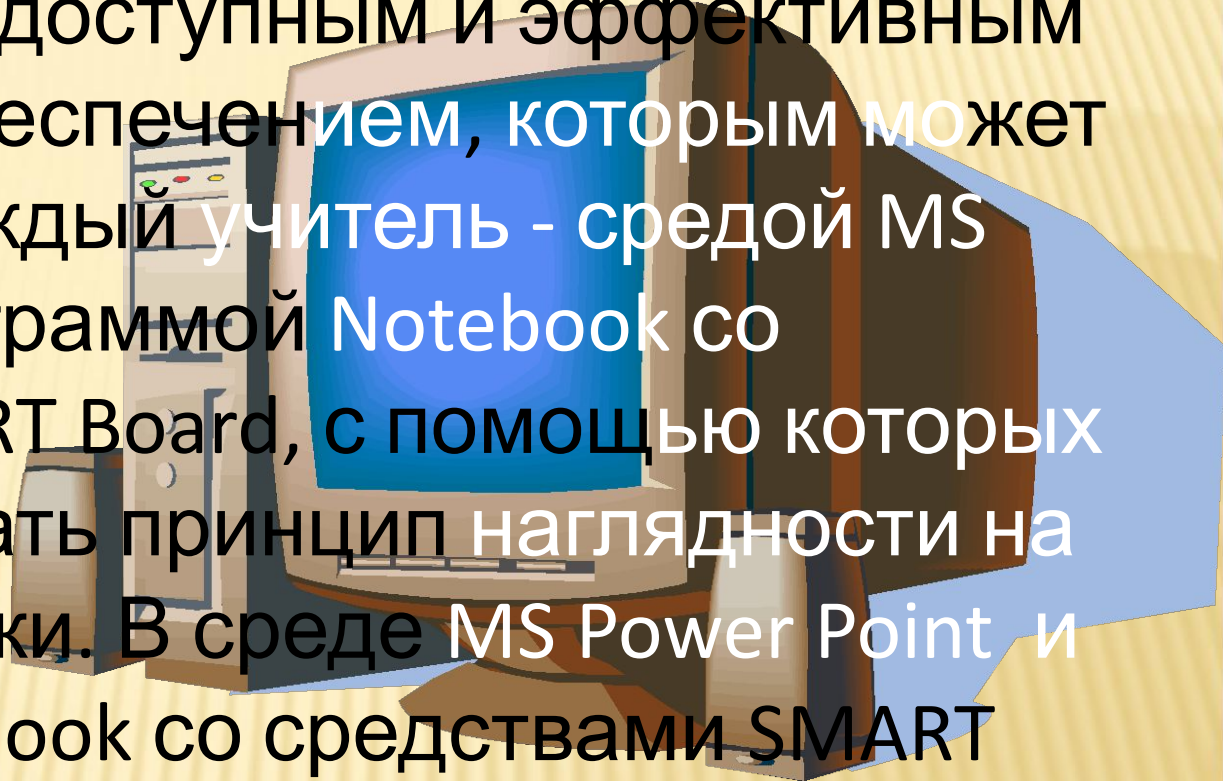 доступным и эффективным
еспечением, которым может
ждый учитель - средой MS
раммой Notebook со
RT Board, с помощью которых
ать принцип наглядности на
ки. В среде MS Power Point и
ook со средствами SMART